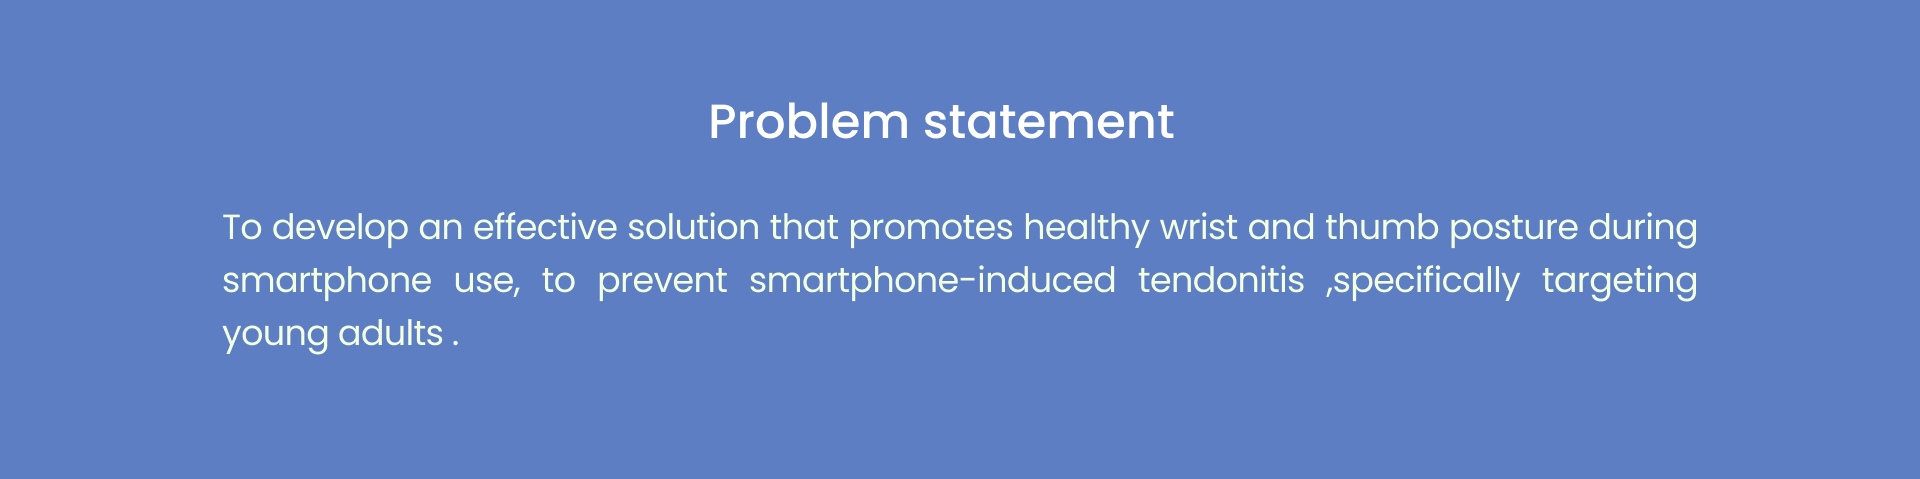 Problem statement
To develop an effective solution that promotes healthy wrist and thumb posture during
smartphone use, to prevent smartphone-induced tendonitis ,specifically targeting
young adults .